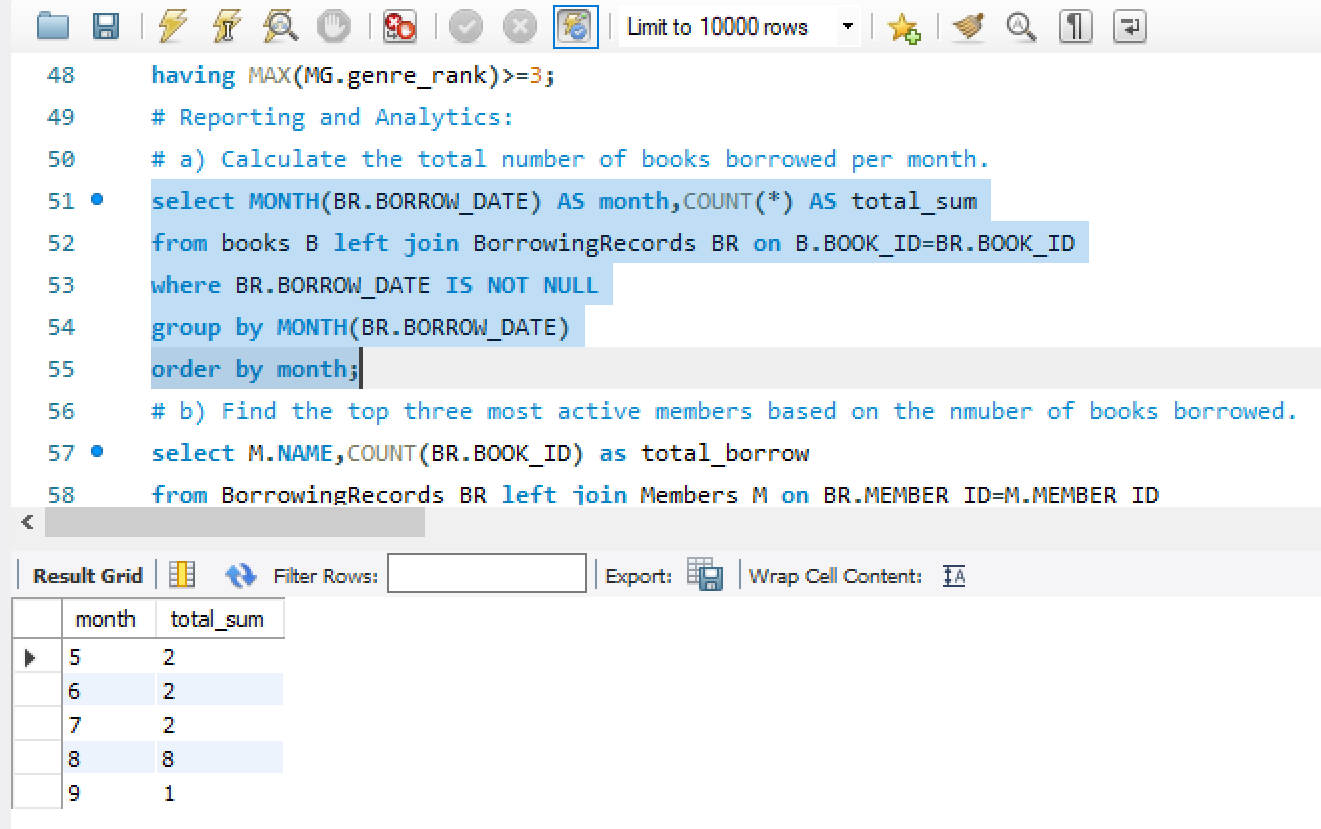 Limit to 10000 rows
48 having MAX(MG.genre_rank)>=3;
49 # Reporting and Analytics:
50 # a) Calculate the total number of books borrowed per month.
51 select MONTH(BR.BORROW_DATE) AS month,COUNT(*) AS total_sum
52 from books B left join BorrowingRecords BR on B.BOOK_ID=BR.BOOK_ID
53 where BR.BORROW_DATE IS NOT NULL
54 group by MONTH(BR.BORROW_DATE)
55 order by month;
56 # b) Find the top three most active members based on the nmuber of books borrowed.
57 select M.NAME,COUNT(BR.BOOK_ID) as total_borrow
58 from BorrowingRecords BR left join Members M on BR.MEMBER_ID=M.MEMBER_ID
Result Grid Filter Rows: Export: Wrap Cell Content:
month total_sum
5 2
6 2
7 2
8 8
9 1